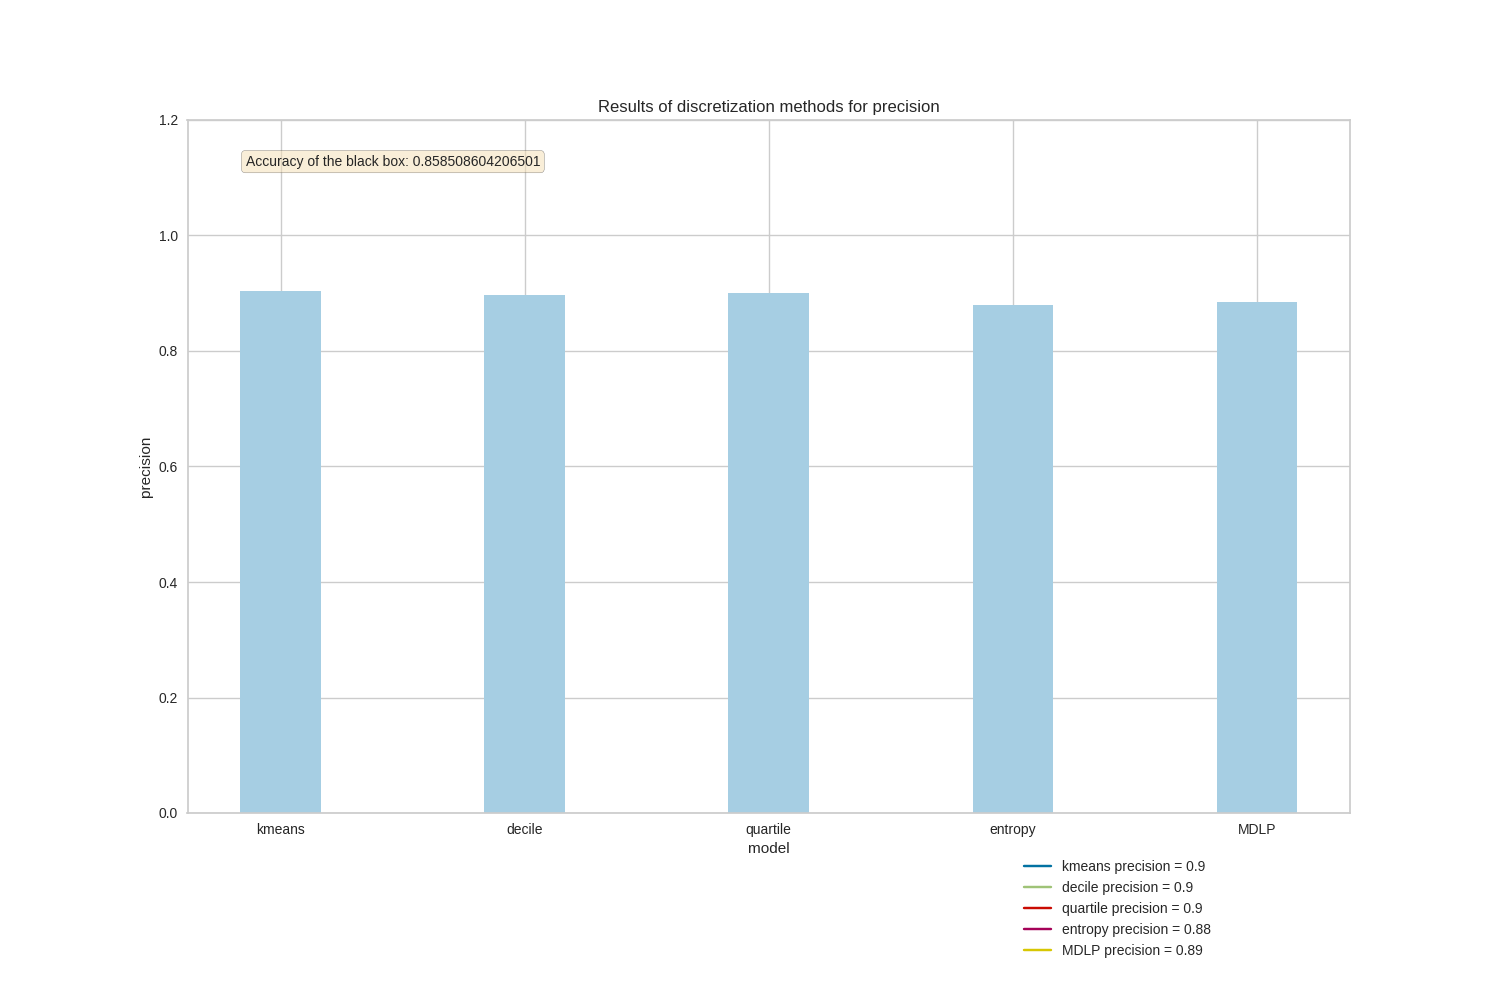 Results of discretization methods for precision
1.2
Accuracy of the black box: 0.858508604206501
1.0
0.8
0.6
precision
0.4
0.2
0.0
kmeans decile quartile entropy MDLP
model
kmeans precision = 0.9
decile precision = 0.9
quartile precision = 0.9
entropy precision = 0.88
MDLP precision = 0.89